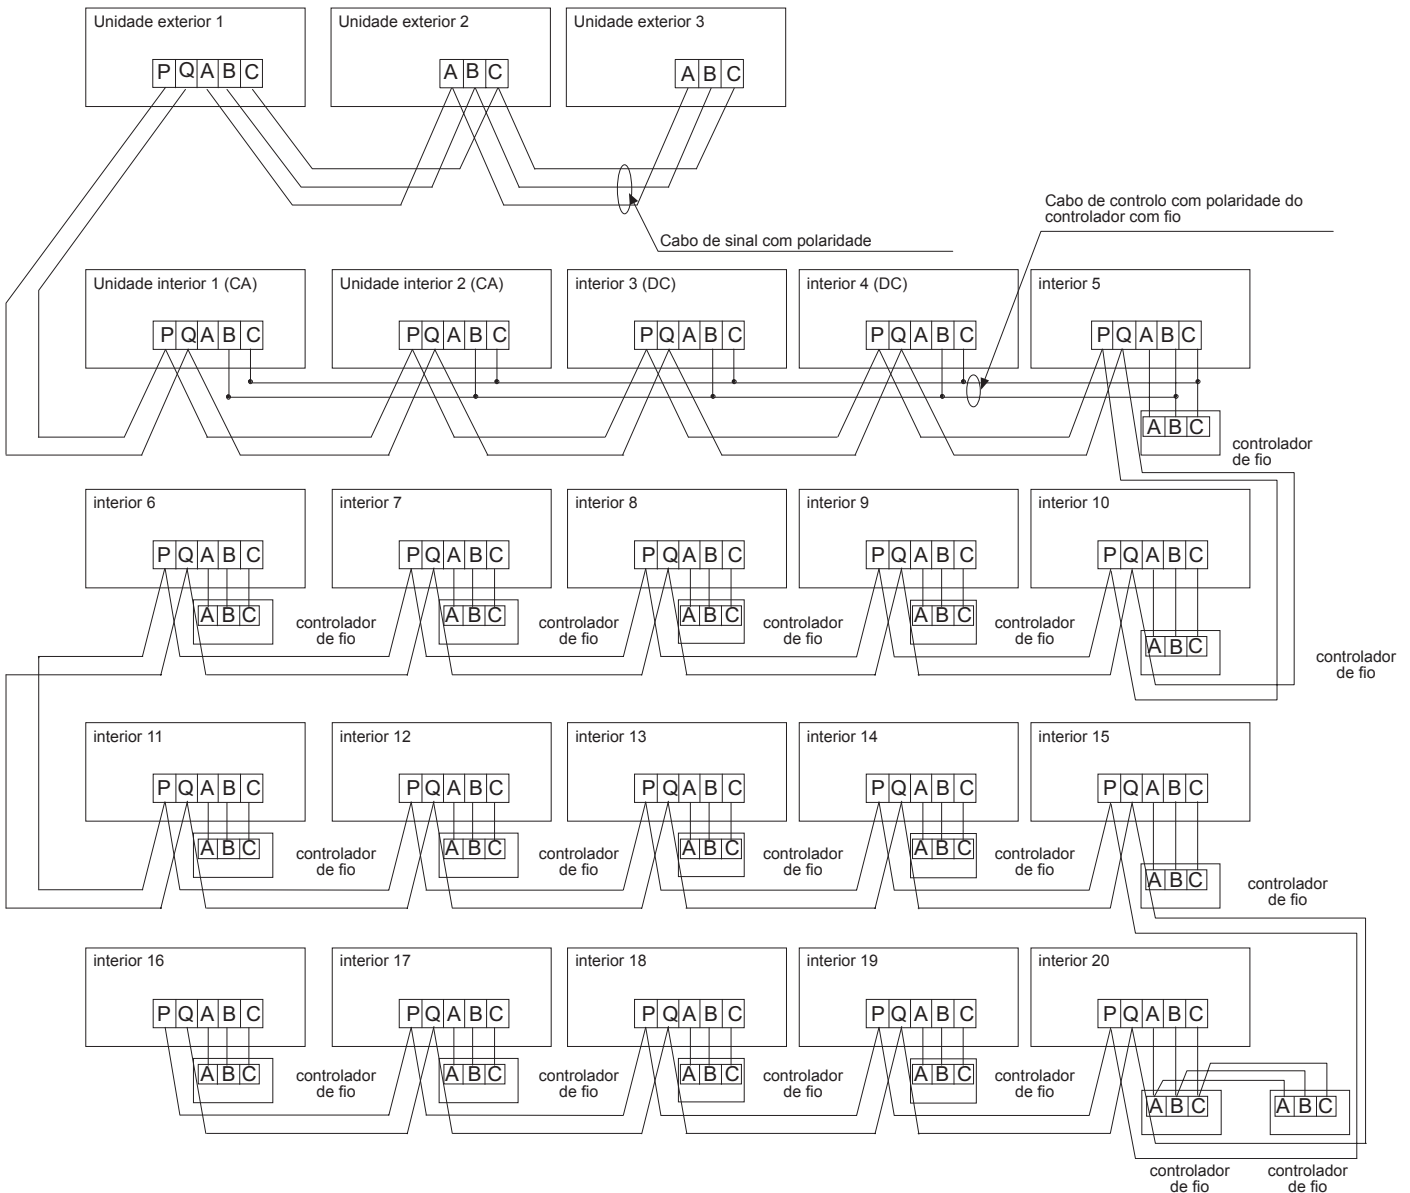 Unidade exterior 1
Unidade exterior 2
Unidade exterior 3
P Q A B C
A B C
A B C
Cabo de controlo com polaridade do
controlador com fio
Cabo de sinal com polaridade
Unidade interior 1 (CA)
Unidade interior 2 (CA)
interior 3 (DC)
interior 4 (DC)
interior 5
P Q A B C
P Q A B C
P Q A B C
P Q A B C
P Q A B C
A B C
controlador
de fio
interior 6
interior 7
interior 8
interior 9
interior 10
P Q A B C
P Q A B C
P Q A B C
P Q A B C
P Q A B C
A B C
controlador
de fio
A B C
controlador
de fio
A B C
controlador
de fio
A B C
controlador
de fio
A B C
controlador
de fio
interior 11
interior 12
interior 13
interior 14
interior 15
P Q A B C
P Q A B C
P Q A B C
P Q A B C
P Q A B C
A B C
controlador
de fio
A B C
controlador
de fio
A B C
controlador
de fio
A B C
controlador
de fio
A B C
controlador
de fio
interior 16
interior 17
interior 18
interior 19
interior 20
P Q A B C
P Q A B C
P Q A B C
P Q A B C
P Q A B C
A B C
controlador
de fio
A B C
controlador
de fio
A B C
controlador
de fio
A B C
controlador
de fio
A B C
A B C
controlador
de fio
controlador
de fio